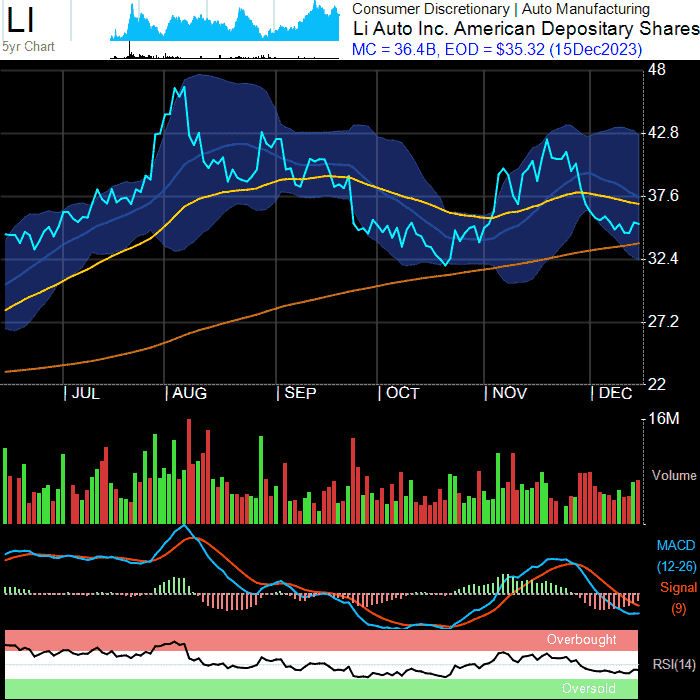 LI
5yr Chart
Consumer Discretionary | Auto Manufacturing
Li Auto Inc. American Depositary Shares
MC = 36.4B, EOD = $35.32 (15Dec2023)
48
42.8
37.6
32.4
27.2
22
| JUL | AUG | SEP | OCT | NOV | DEC
16M
Volume
MACD
(12-26)
Signal
(9)
Overbought
RSI(14)
Oversold